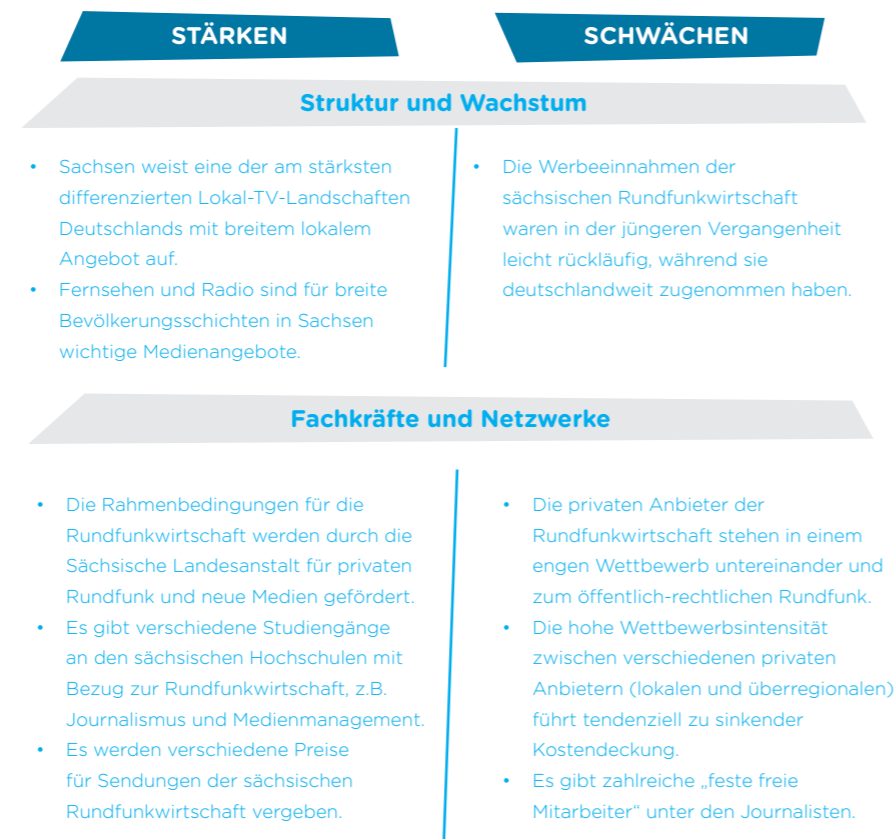 STÄRKEN
SCHWÄCHEN
Struktur und Wachstum
• Sachsen weist eine der am stärksten
differenzierten Lokal-TV-Landschaften
Deutschlands mit breitem lokalem
Angebot auf.
• Fernsehen und Radio sind für breite
Bevölkerungsschichten in Sachsen
wichtige Medienangebote.
• Die Werbeeinnahmen der
sächsischen Rundfunkwirtschaft
waren in der jüngeren Vergangenheit
leicht rückläufig, während sie
deutschlandweit zugenommen haben.
Fachkräfte und Netzwerke
• Die Rahmenbedingungen für die
Rundfunkwirtschaft werden durch die
Sächsische Landesanstalt für privaten
Rundfunk und neue Medien gefördert.
• Es gibt verschiedene Studiengänge
an den sächsischen Hochschulen mit
Bezug zur Rundfunkwirtschaft, z.B.
Journalismus und Medienmanagement.
• Es werden verschiedene Preise
für Sendungen der sächsischen
Rundfunkwirtschaft vergeben.
• Die privaten Anbieter der
Rundfunkwirtschaft stehen in einem
engen Wettbewerb untereinander und
zum öffentlich-rechtlichen Rundfunk.
• Die hohe Wettbewerbsintensität
zwischen verschiedenen privaten
Anbietern (lokalen und überregionalen)
führt tendenziell zu sinkender
Kostendeckung.
• Es gibt zahlreiche „feste freie
Mitarbeiter“ unter den Journalisten.